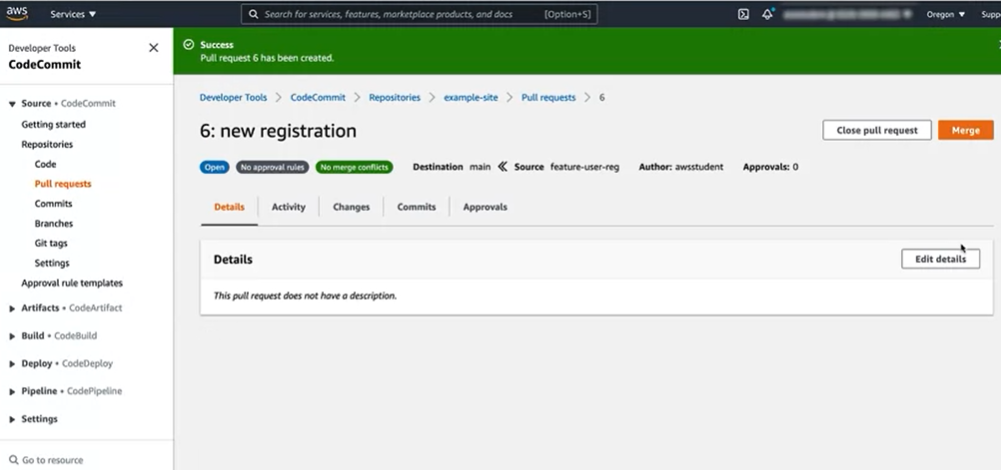 aws
Services ▼
Search for services, features, marketplace products, and docs [Option+S]
Oregon ▼
Supp
Developer Tools
CodeCommit
Source • CodeCommit
Getting started
Repositories
Code
Pull requests
Commits
Branches
Git tags
Settings
Approval rule templates
Artifacts • CodeArtifact
Build • CodeBuild
Deploy • CodeDeploy
Pipeline • CodePipeline
Settings
Go to resource
Success
Pull request 6 has been created.
Developer Tools > CodeCommit > Repositories > example-site > Pull requests > 6
6: new registration
Close pull request
Merge
Open No approval rules No merge conflicts Destination main Source feature-user-reg Author: awsstudent Approvals: 0
Details Activity Changes Commits Approvals
Details
Edit details
This pull request does not have a description.